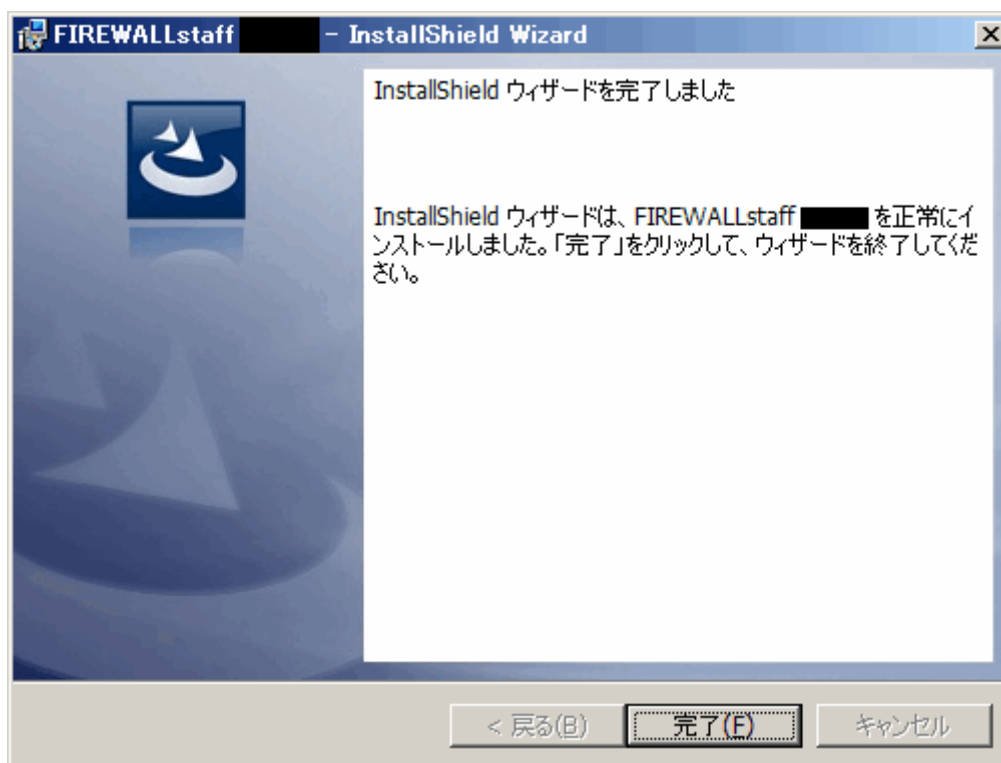 FIREWALLstaff - InstallShield Wizard
InstallShield ウィザードを完了しました
InstallShield ウィザードは、FIREWALLstaff を正常にイ
ンストールしました。「完了」をクリックして、ウィザードを終了してくだ
さい。
< 戻る(B)
完了(F)
キャンセル